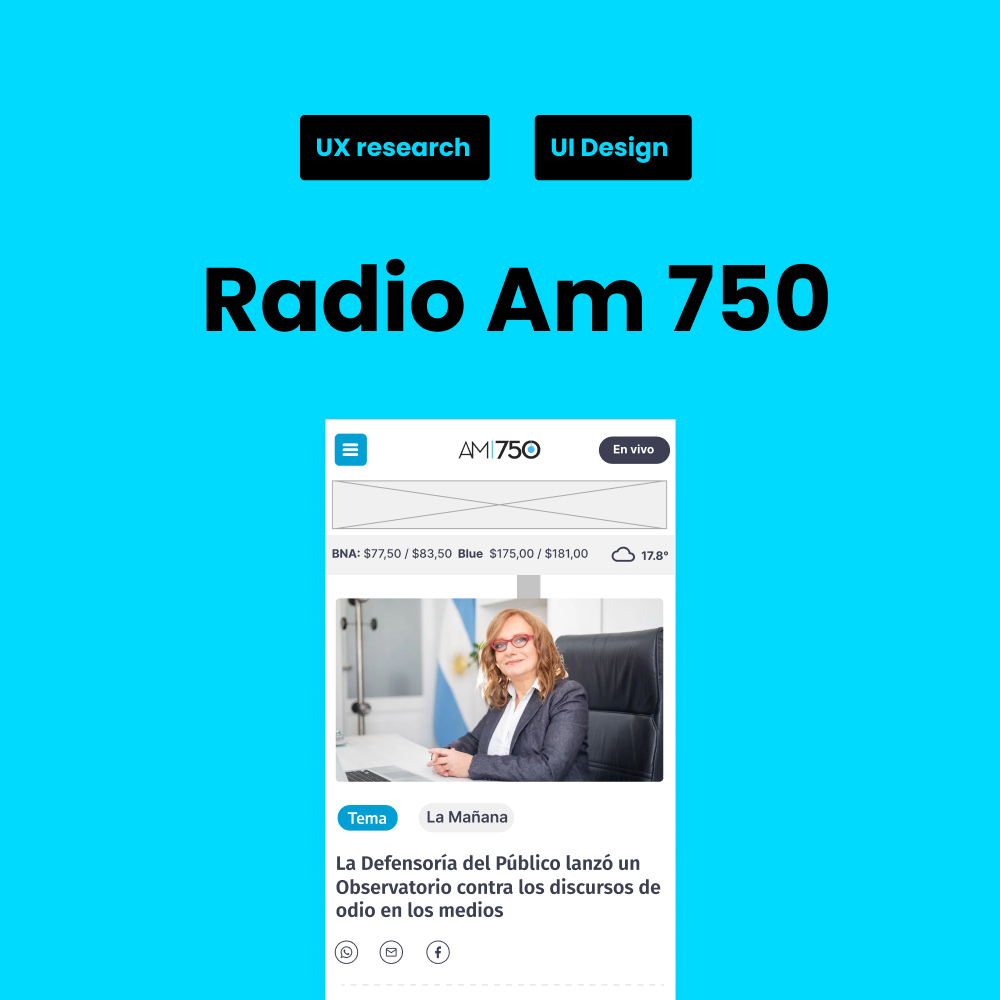 UX research
UI Design
Radio Am 750
AM|750
En vivo
BNA: $77,50 / $83,50 Blue $175,00 / $181,00
17.8°
Tema
La Mañana
La Defensoría del Público lanzó un
Observatorio contra los discursos de
odio en los medios